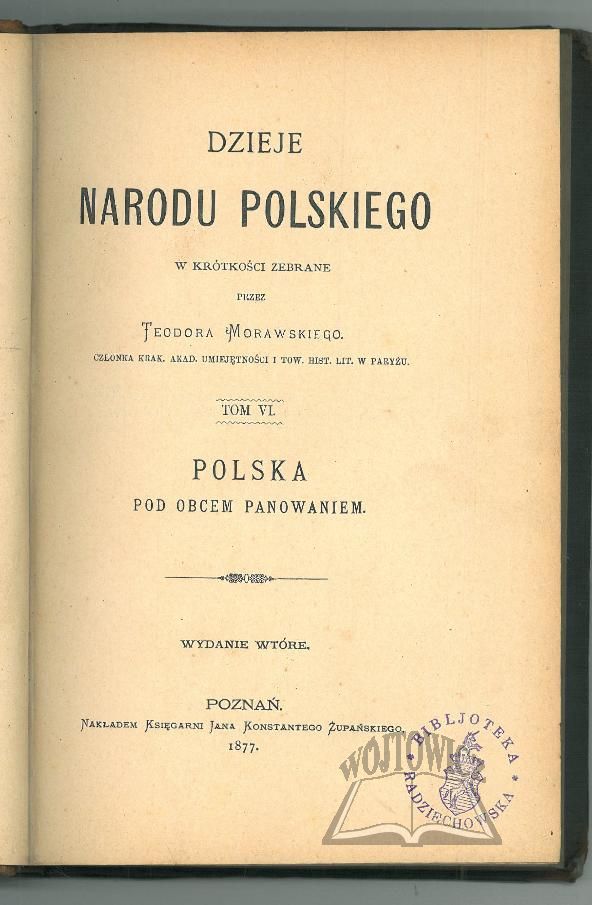 DZIEJE
NARODU POLSKIEGO
W KRÓTKOŚCI ZEBRANE
PRZEZ
TEODORA MORAWSKIEGO.
CZŁONKA KRAK. AKAD. UMIEJĘTNOŚCI I TOW. HIST. LIT. W PARYŻU.
TOM VI.
POLSKA
POD OBCEM PANOWANIEM.
WYDANIE WTÓRE.
POZNAŃ.
NAKŁADEM KSIĘGARNI JANA KONSTANTEGO ŻUPAŃSKIEGO.
1877.
WÓJTOWICZ
* BIBLJOTEKA *
RADZIECHOWSKA